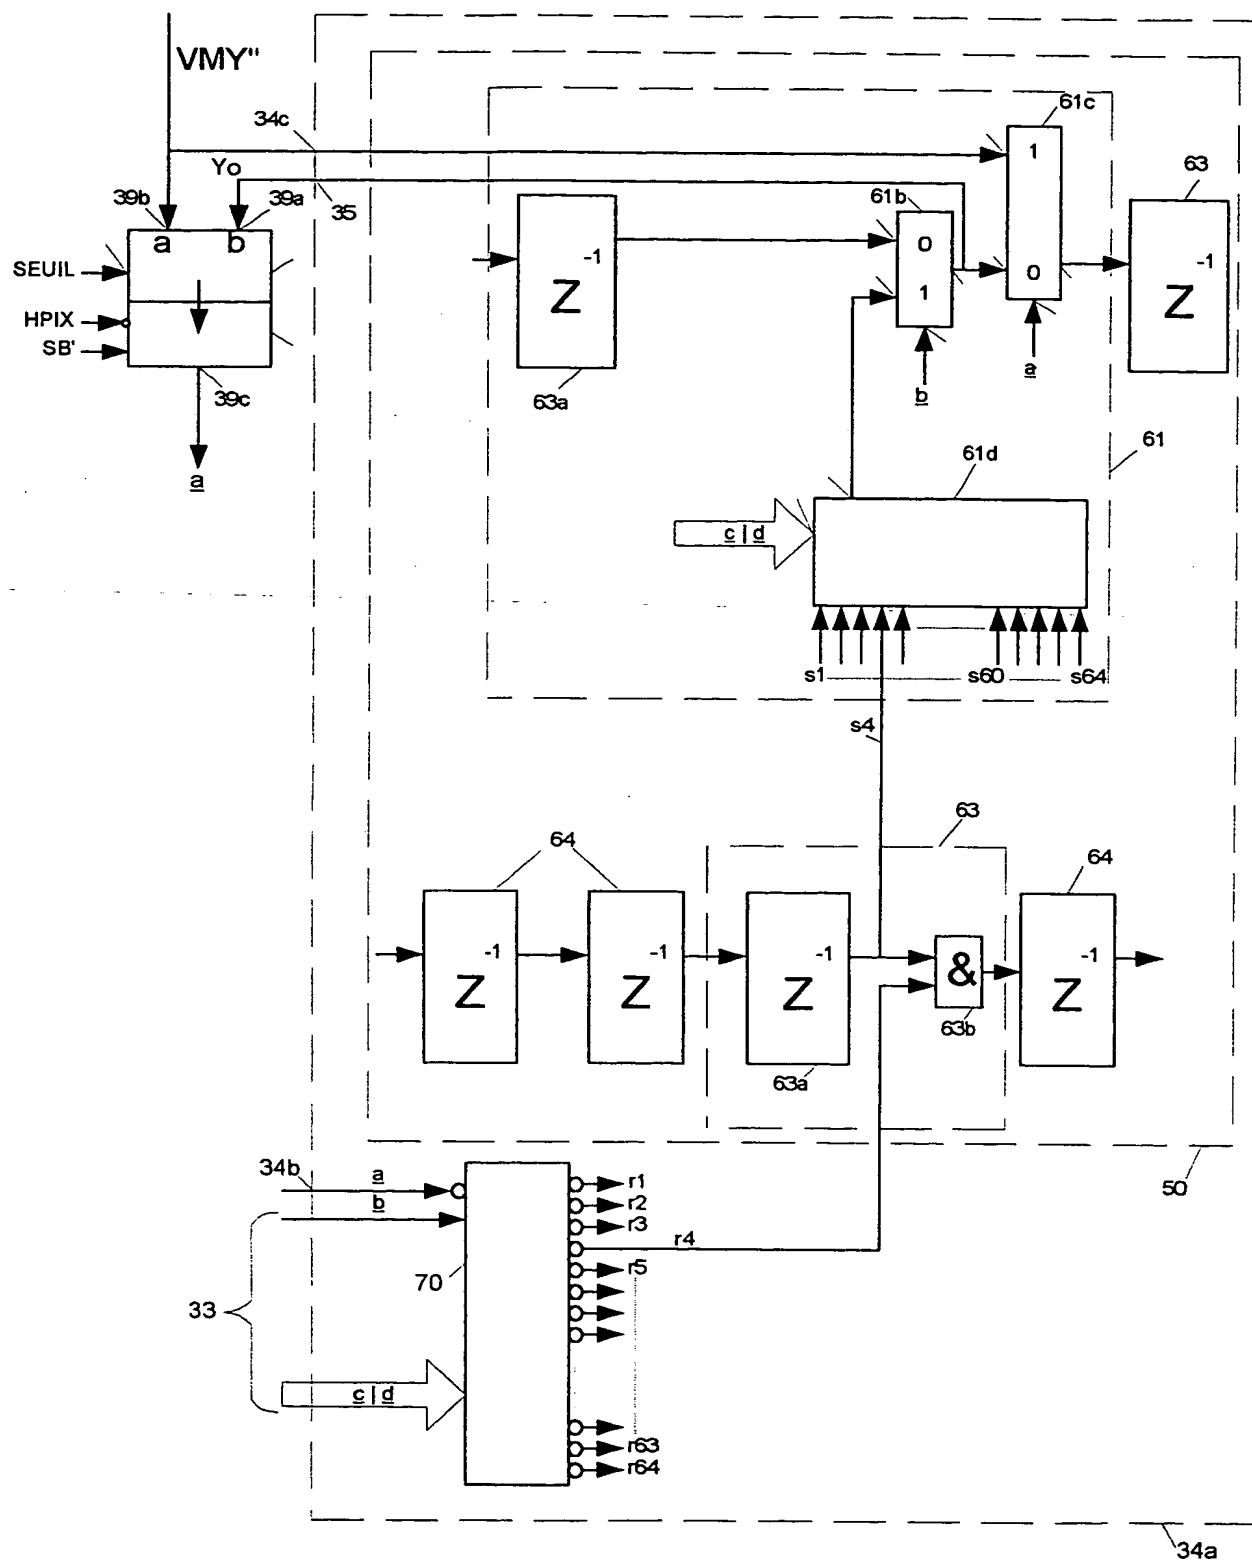 VMY"
34c
61c
1
Yo
63
39b
39a
35
61b
a
b
0
SEUIL
Z -1
0
Z -1
1
HPIX
SB'
39c
63a
b
a
a
61d
61
c | d
s1
s60
s64
s4
63
64
64
Z -1
Z -1
Z -1
&
Z -1
63b
63a
34b
a
b
r1
r2
r3
r4
50
70
r5
33
c | d
r63
r64
34a